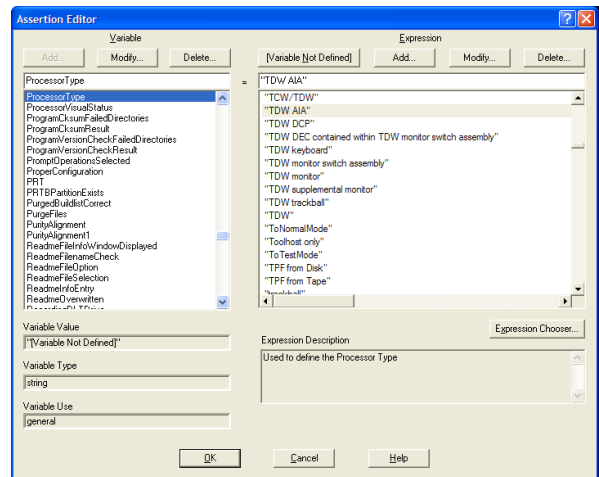 Assertion Editor
Variable
Expression
Add... Modify... Delete...
[Variable Not Defined] Add... Modify... Delete...
ProcessorType = "TDW AIA"
ProcessorType
ProcessorVisualStatus
ProgramCksumFailedDirectories
ProgramCksumResult
ProgramVersionCheckFailedDirectories
ProgramVersionCheckResult
PromptOperationsSelected
ProperConfiguration
PRT
PRTBPartitionExists
PurgedBuildlistCorrect
PurgeFiles
PurityAlignment
PurityAlignment1
ReadmeFileInfoWindowDisplayed
ReadmeFilenameCheck
ReadmeFileOption
ReadmeFileSelection
ReadmeInfoEntry
ReadmeOverwritten
"TCW/TDW"
"TDW AIA"
"TDW DCP"
"TDW DEC contained within TDW monitor switch assembly"
"TDW keyboard"
"TDW monitor switch assembly"
"TDW monitor"
"TDW supplemental monitor"
"TDW trackball"
"TDW"
"ToNormalMode"
"Toolhost only"
"ToTestMode"
"TPF from Disk"
"TPF from Tape"
"trackball"
Variable Value
"[Variable Not Defined]"
Variable Type
string
Variable Use
general
Expression Chooser...
Expression Description
Used to define the Processor Type
OK Cancel Help